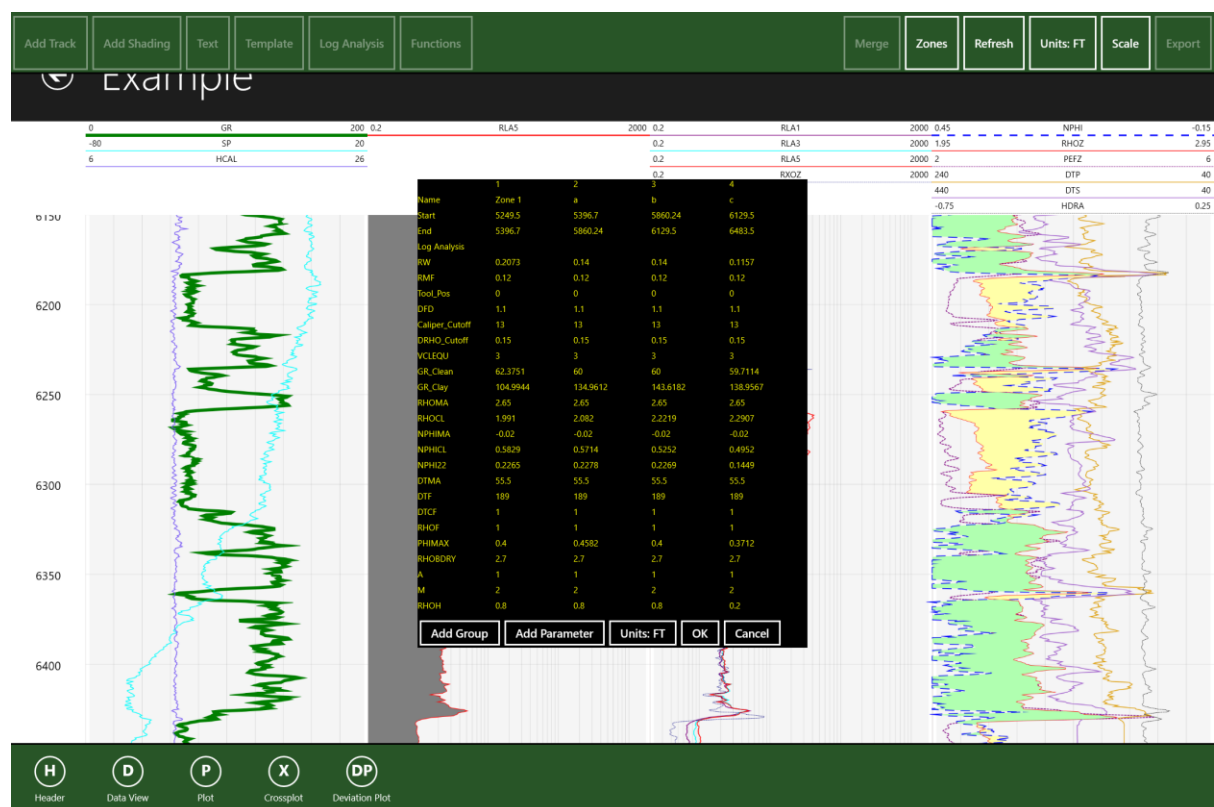 Add Track Add Shading Text Template Log Analysis Functions Merge Zones Refresh Units: FT Scale Export
Example
0 GR 200 0.2 RLA5 2000 0.2 RLA1 2000 0.45 NPHI -0.15
-80 SP 20 0.2 RLA3 2000 1.95 RHOZ 2.95
6 HCAL 26 0.2 RLA5 2000 2 PEFZ 6
0.2 RXOZ 2000 240 DTP 40
440 DTS 40
-0.75 HDRA 0.25
1 2 3 4
Name Zone 1 a b c
Start 5249.5 5396.7 5860.24 6129.5
End 5396.7 5860.24 6129.5 6483.5
Log Analysis
RW 0.2073 0.14 0.14 0.1157
RMF 0.12 0.12 0.12 0.12
Tool_Pos 0 0 0 0
DFD 1.1 1.1 1.1 1.1
Caliper_Cutoff 13 13 13 13
DRHO_Cutoff 0.15 0.15 0.15 0.15
VCLEQU 3 3 3 3
GR_Clean 62.3751 60 60 59.7114
GR_Clay 104.9944 134.9612 143.6182 138.9567
RHOMA 2.65 2.65 2.65 2.65
RHOCL 1.991 2.082 2.2219 2.2907
NPHIMA -0.02 -0.02 -0.02 -0.02
NPHICL 0.5829 0.5714 0.5252 0.4952
NPHI22 0.2265 0.2278 0.2269 0.1449
DTMA 55.5 55.5 55.5 55.5
DTF 189 189 189 189
DTCF 1 1 1 1
RHOF 1 1 1 1
PHIMAX 0.4 0.4582 0.4 0.3712
RHOBDRY 2.7 2.7 2.7 2.7
A 1 1 1 1
M 2 2 2 2
RHOH 0.8 0.8 0.8 0.2
Add Group Add Parameter Units: FT OK Cancel
6150
6200
6250
6300
6350
6400
H D P X DP
Header Data View Plot Crossplot Deviation Plot